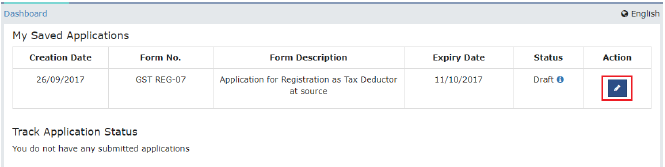 Dashboard
English
My Saved Applications
Creation Date Form No. Form Description Expiry Date Status Action
26/09/2017 GST REG-07 Application for Registration as Tax Deductor 11/10/2017 Draft
at source
Track Application Status
You do not have any submitted applications